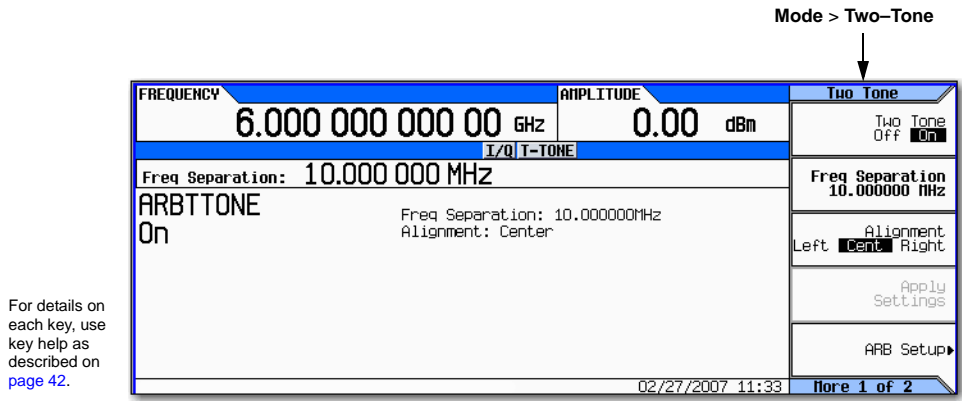 Mode > Two–Tone
FREQUENCY
AMPLITUDE
Two Tone
6.000 000 000 00 GHz
0.00 dBm
Two Tone
Off On
I/Q T-TONE
Freq Separation: 10.000 000 MHz
Freq Separation
10.000000 MHz
ARBTTONE
On
Freq Separation: 10.000000MHz
Alignment: Center
Alignment
Left Cent Right
Apply
Settings
For details on
each key, use
key help as
described on
page 42.
ARB Setup
02/27/2007 11:33
More 1 of 2